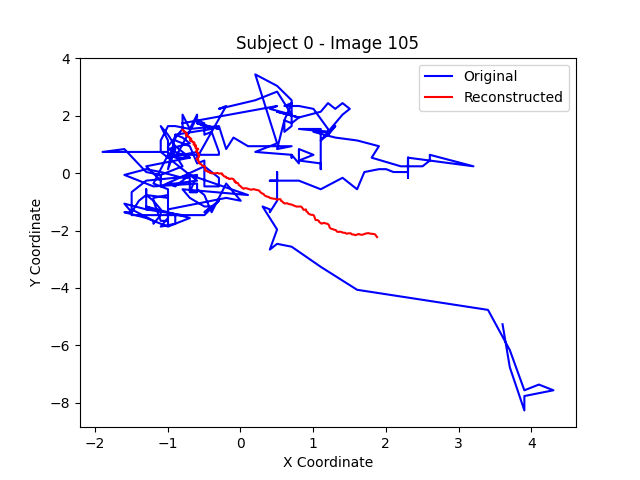 Subject 0 - Image 105
Original
Reconstructed
Y Coordinate
4
2
0
−2
−4
−6
−8
−2
−1
0
1
2
3
4
X Coordinate